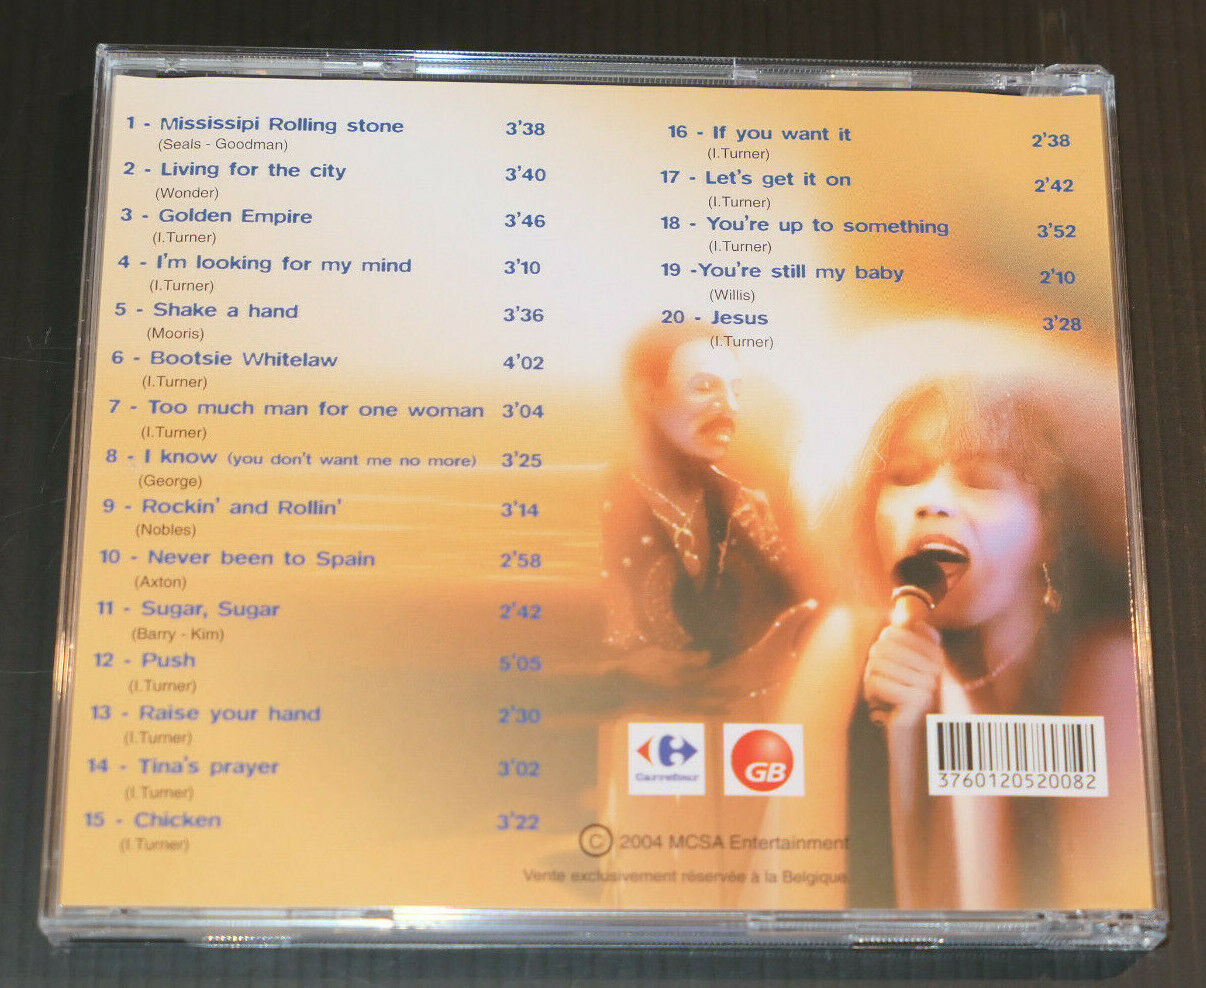 1 - Mississipi Rolling stone 3'38
(Seals - Goodman)
2 - Living for the city 3'40
(Wonder)
3 - Golden Empire 3'46
(I.Turner)
4 - I'm looking for my mind 3'10
(I.Turner)
5 - Shake a hand 3'36
(Mooris)
6 - Bootsie Whitelaw 4'02
(I.Turner)
7 - Too much man for one woman 3'04
(I.Turner)
8 - I know (you don't want me no more) 3'25
(George)
9 - Rockin' and Rollin' 3'14
(Nobles)
10 - Never been to Spain 2'58
(Axton)
11 - Sugar, Sugar 2'42
(Barry - Kim)
12 - Push 5'05
(I.Turner)
13 - Raise your hand 2'30
(I.Turner)
14 - Tina's prayer 3'02
(I.Turner)
15 - Chicken 3'22
(I.Turner)
16 - If you want it 2'38
(I.Turner)
17 - Let's get it on 2'42
(I.Turner)
18 - You're up to something 3'52
(I.Turner)
19 -You're still my baby 2'10
(Willis)
20 - Jesus 3'28
(I.Turner)
Carrefour
GB
3760120520082
© 2004 MCSA Entertainment
Vente exclusivement réservée à la Belgique